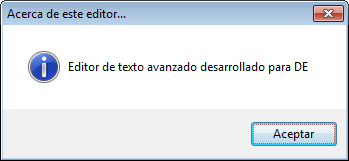 Acerca de este editor...
Editor de texto avanzado desarrollado para DE
Aceptar